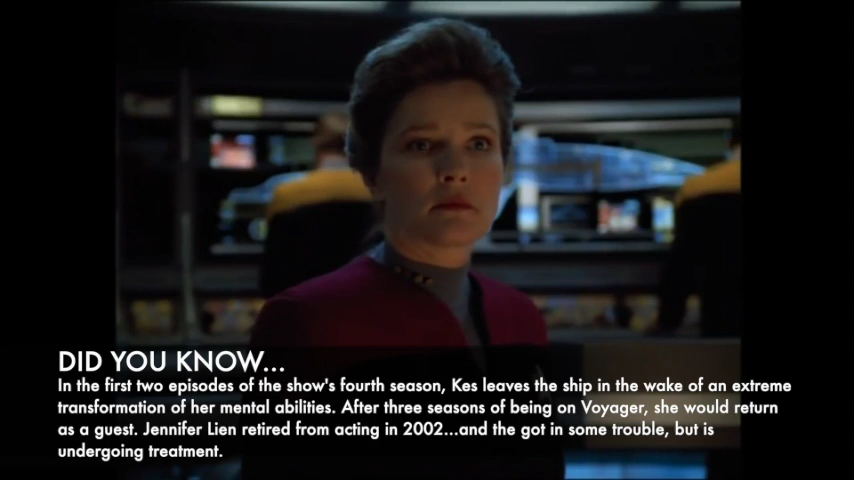 DID YOU KNOW...
In the first two episodes of the show's fourth season, Kes leaves the ship in the wake of an extreme
transformation of her mental abilities. After three seasons of being on Voyager, she would return
as a guest. Jennifer Lien retired from acting in 2002...and the got in some trouble, but is
undergoing treatment.